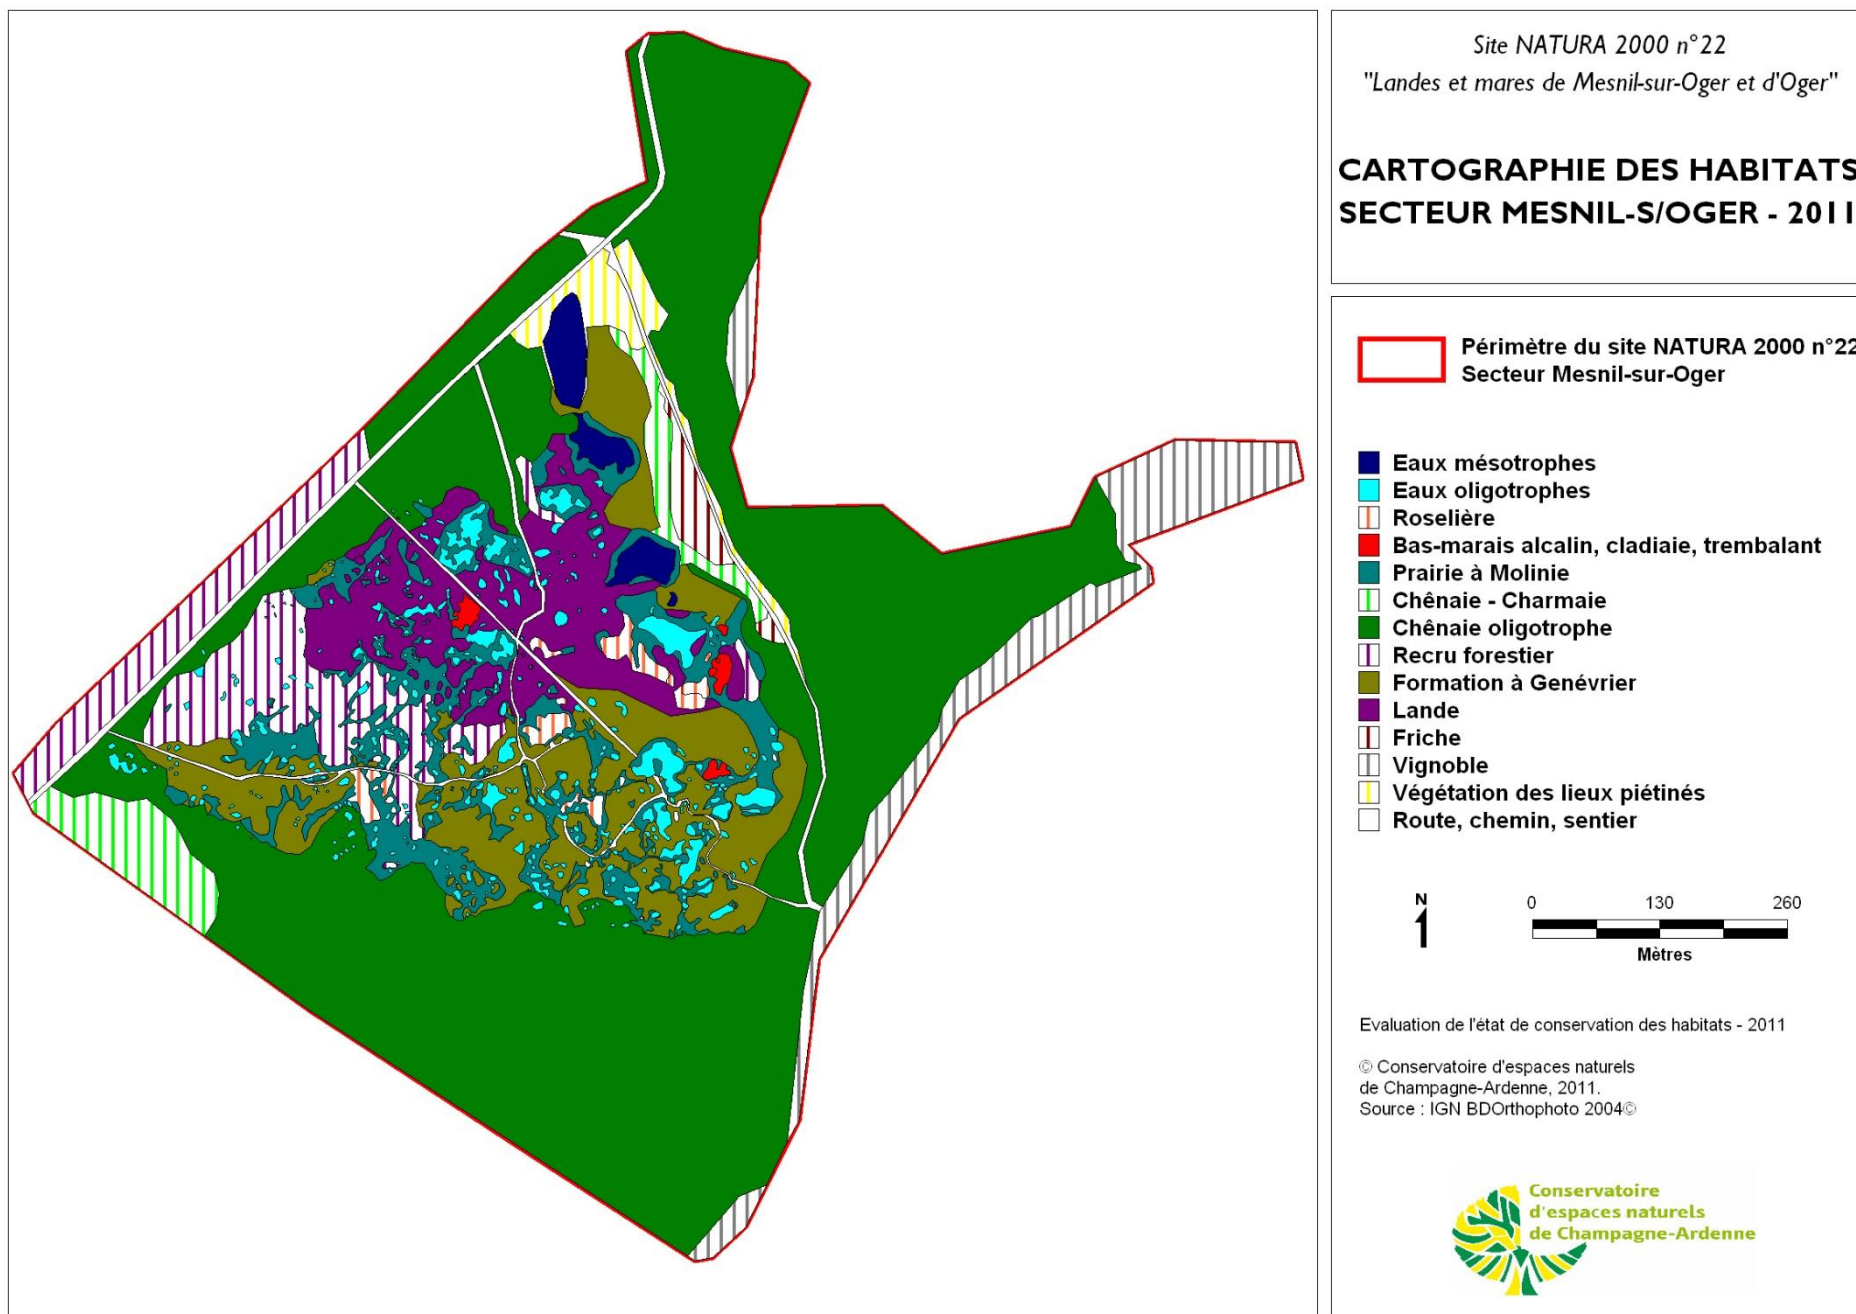 Site NATURA 2000 n°22
"Landes et mares de Mesnil-sur-Oger et d'Oger"
CARTOGRAPHIE DES HABITATS
SECTEUR MESNIL-S/OGER - 2011
Périmètre du site NATURA 2000 n°22
Secteur Mesnil-sur-Oger
Eaux mésotrophes
Eaux oligotrophes
Roselière
Bas-marais alcalin, cladiaie, trembalant
Prairie à Molinie
Chênaie - Charmaie
Chênaie oligotrophe
Recru forestier
Formation à Genévrier
Lande
Friche
Vignoble
Végétation des lieux piétinés
Route, chemin, sentier
N
0 130 260
Mètres
Evaluation de l'état de conservation des habitats - 2011
© Conservatoire d'espaces naturels
de Champagne-Ardenne, 2011.
Source : IGN BDOrthophoto 2004©
Conservatoire
d'espaces naturels
de Champagne-Ardenne